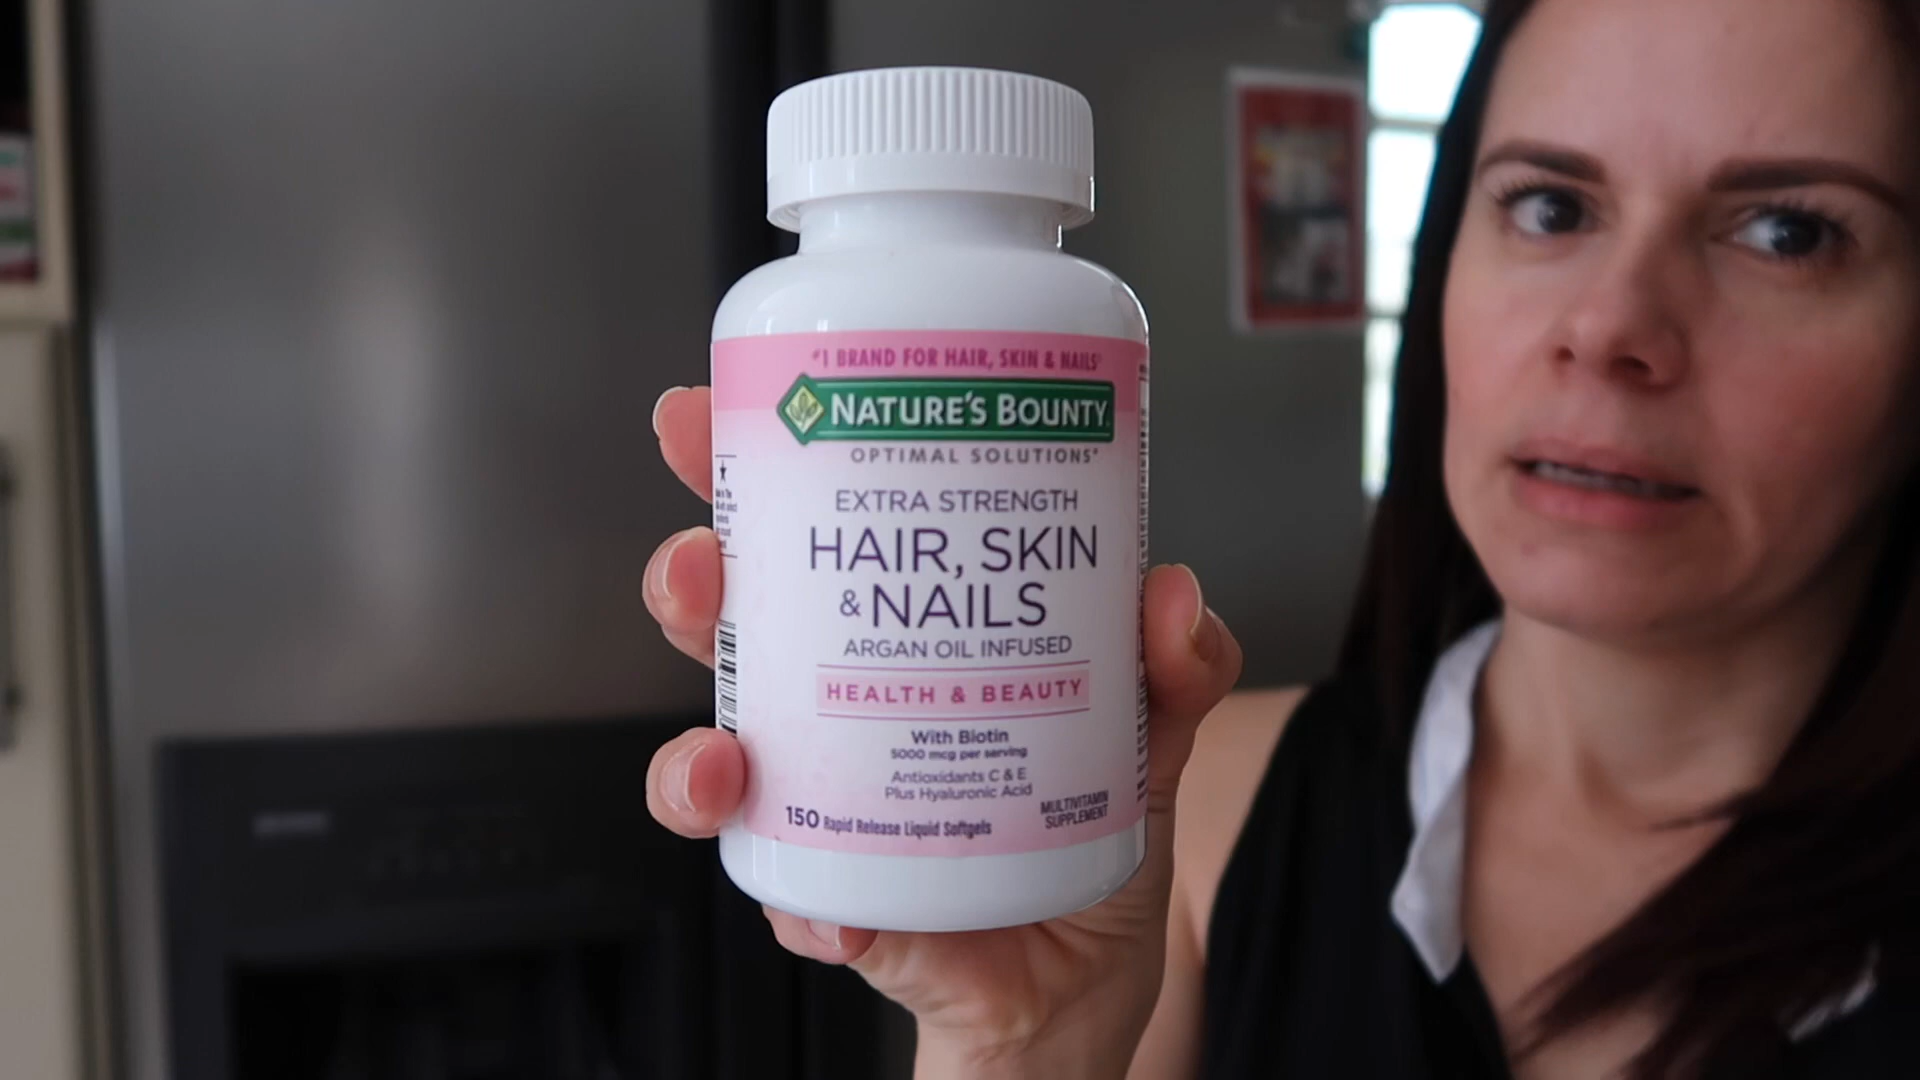 #1 BRAND FOR HAIR, SKIN & NAILS
NATURE'S BOUNTY
OPTIMAL SOLUTIONS®
EXTRA STRENGTH
HAIR, SKIN
& NAILS
ARGAN OIL INFUSED
HEALTH & BEAUTY
With Biotin
5000 mcg per serving
Antioxidants C & E
Plus Hyaluronic Acid
150 Rapid Release Liquid Softgels
MULTIVITAMIN
SUPPLEMENT